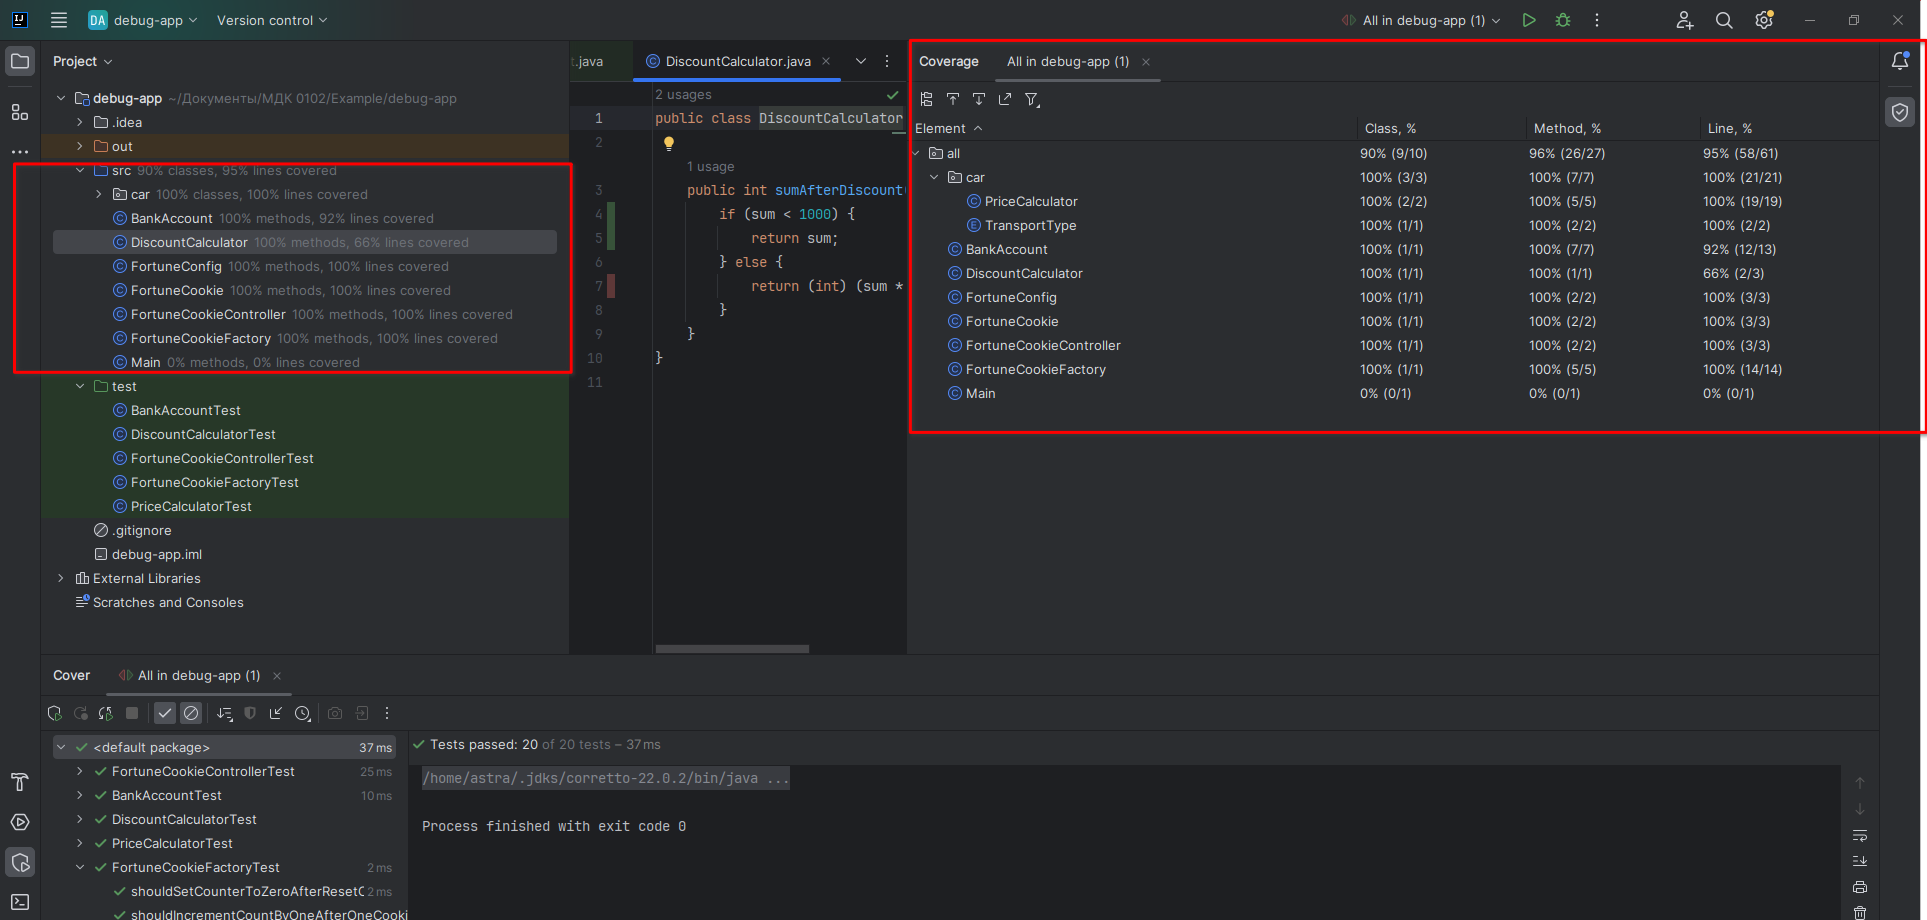 DA debug-app Version control All in debug-app (1)
Project
debug-app ~/Документы/МДК 0102/Example/debug-app
.idea
out
src 90% classes, 95% lines covered
car 100% classes, 100% lines covered
BankAccount 100% methods, 92% lines covered
DiscountCalculator 100% methods, 66% lines covered
FortuneConfig 100% methods, 100% lines covered
FortuneCookie 100% methods, 100% lines covered
FortuneCookieController 100% methods, 100% lines covered
FortuneCookieFactory 100% methods, 100% lines covered
Main 0% methods, 0% lines covered
test
BankAccountTest
DiscountCalculatorTest
FortuneCookieControllerTest
FortuneCookieFactoryTest
PriceCalculatorTest
.gitignore
debug-app.iml
External Libraries
Scratches and Consoles
t.java DiscountCalculator.java
2 usages
1 public class DiscountCalculator
2
1 usage
3 public int sumAfterDiscount(
4 if (sum < 1000) {
5 return sum;
6 } else {
7 return (int) (sum *
8 }
9 }
10 }
11
Coverage All in debug-app (1)
Element Class, % Method, % Line, %
all 90% (9/10) 96% (26/27) 95% (58/61)
car 100% (3/3) 100% (7/7) 100% (21/21)
PriceCalculator 100% (2/2) 100% (5/5) 100% (19/19)
TransportType 100% (1/1) 100% (2/2) 100% (2/2)
BankAccount 100% (1/1) 100% (7/7) 92% (12/13)
DiscountCalculator 100% (1/1) 100% (1/1) 66% (2/3)
FortuneConfig 100% (1/1) 100% (2/2) 100% (3/3)
FortuneCookie 100% (1/1) 100% (2/2) 100% (3/3)
FortuneCookieController 100% (1/1) 100% (2/2) 100% (3/3)
FortuneCookieFactory 100% (1/1) 100% (5/5) 100% (14/14)
Main 0% (0/1) 0% (0/1) 0% (0/1)
Cover All in debug-app (1)
<default package> 37 ms
FortuneCookieControllerTest 25 ms
BankAccountTest 10 ms
DiscountCalculatorTest
PriceCalculatorTest
FortuneCookieFactoryTest 2 ms
shouldSetCounterToZeroAfterResetC 2 ms
shouldIncrementCountByOneAfterOneCooki
Tests passed: 20 of 20 tests – 37 ms
/home/astra/.jdks/corretto-22.0.2/bin/java ...
Process finished with exit code 0